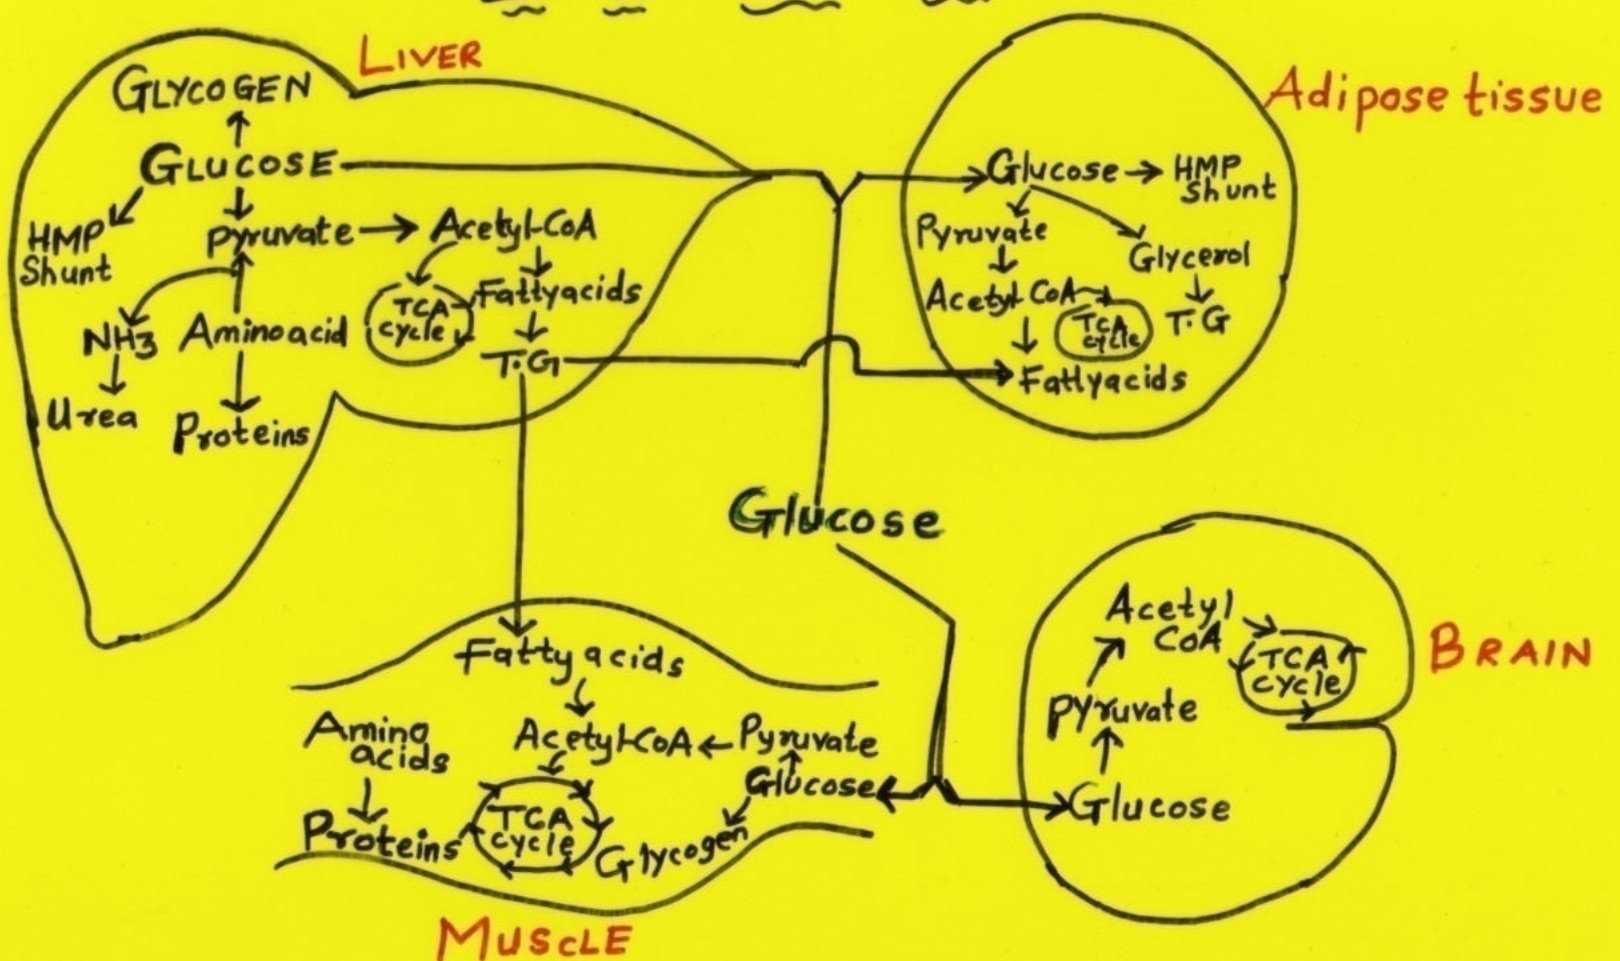 LIVER
GLYCOGEN
GLUCOSE
HMP
Shunt
Pyruvate
Acetyl-CoA
NH3
Aminoacid
TCA
cycle
Fattyacids
T.G
Urea
Proteins
Adipose tissue
Glucose
HMP
Shunt
Pyruvate
Glycerol
Acetyl-CoA
TCA
cycle
T.G
Fattyacids
Glucose
Fatty acids
Amino
acids
Acetyl-CoA
Pyruvate
Glucose
Proteins
TCA
cycle
Glycogen
MUSCLE
Acetyl
CoA
TCA
cycle
Pyruvate
Glucose
BRAIN